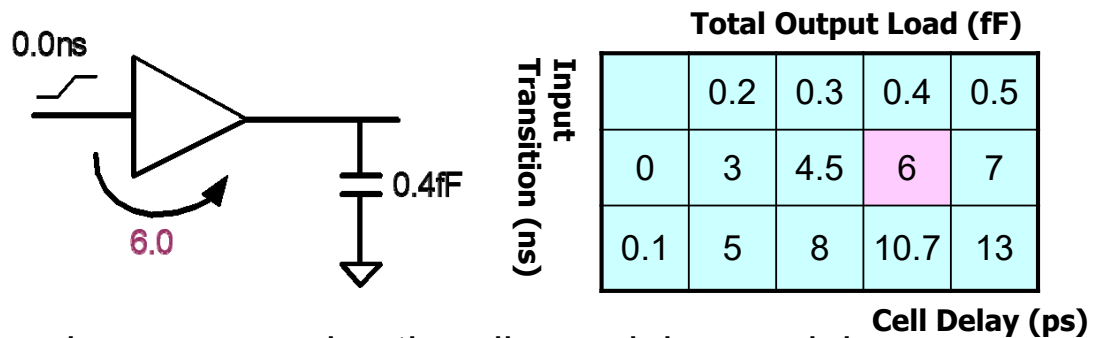 0.0ns
0.4fF
6.0
Total Output Load (fF)
Input
Transition (ns)
0.2 0.3 0.4 0.5
0 3 4.5 6 7
0.1 5 8 10.7 13
Cell Delay (ps)